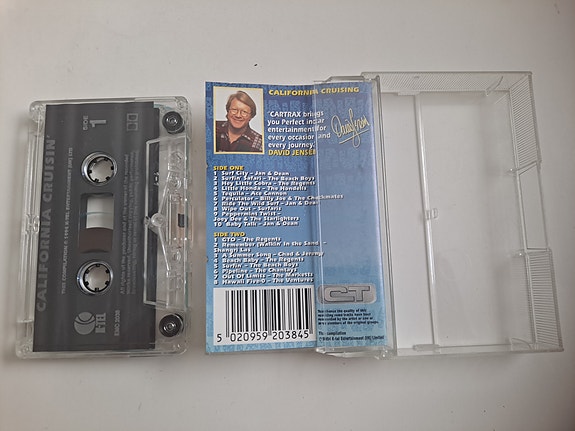 SIDE
1
CALIFORNIA CRUISIN'
K-tel
EMC 2038
CALIFORNIA CRUISING
'CARTRAX brings
you Perfect incar
entertainment for
every occasion and
every journey.'
DAVID JENSEN
SIDE ONE
1 Surf City – Jan & Dean
2 Surfin' Safari – The Beach Boys
3 Hey Little Cobra – The Regents
4 Little Honda – The Hondells
5 Tequila – Ace Cannon
6 Perculator – Billy Joe & The Checkmates
7 Ride The Wild Surf – Jan & Dean
8 Wipe Out – Surfaris
9 Peppermint Twist –
Joey Dee & The Starlighters
10 Baby Talk – Jan & Dean
SIDE TWO
1 GTO – The Regents
2 Remember (Walkin' In the Sand) –
Shangri Las
3 A Summer Song – Chad & Jeremy
4 Beach Baby – The Regents
5 Surfin' – The Beach Boys
6 Pipeline – The Chantays
7 Out Of Limits – The Marketts
8 Hawaii Five-O – The Ventures
CT
5 020959 203845